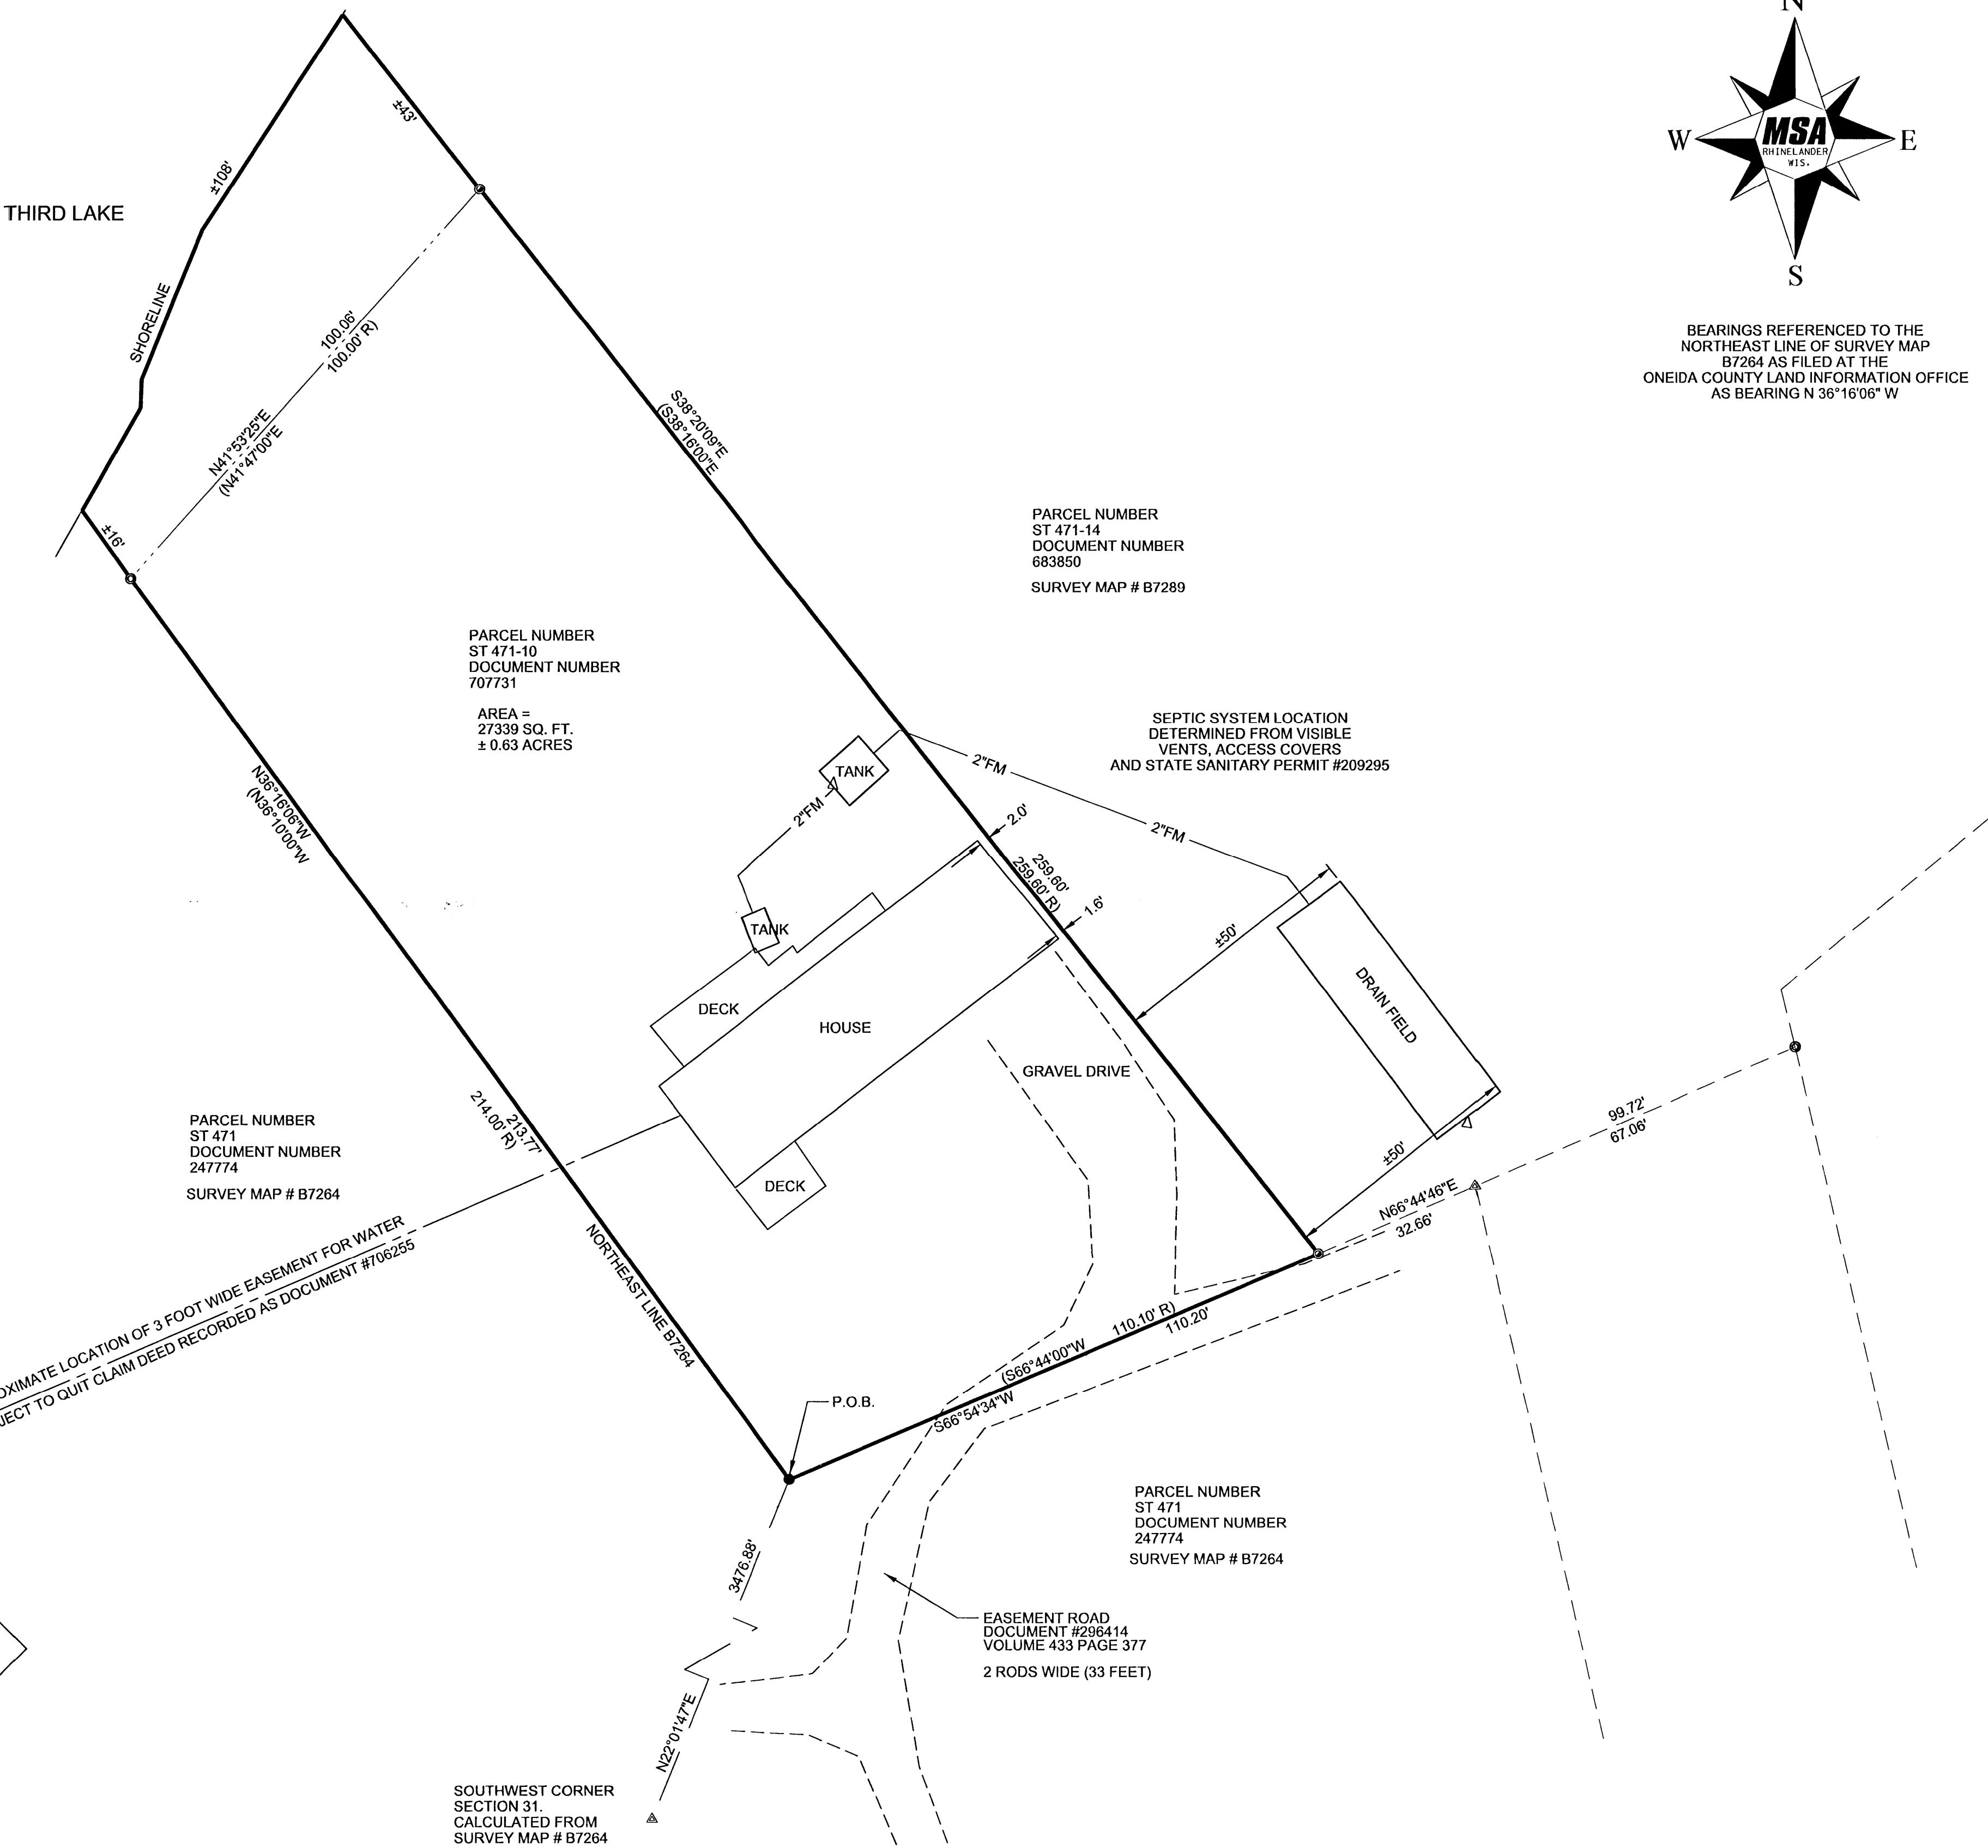 N
W
E
S
MSA
RHINELANDER
WIS.
BEARINGS REFERENCED TO THE
NORTHEAST LINE OF SURVEY MAP
B7264 AS FILED AT THE
ONEIDA COUNTY LAND INFORMATION OFFICE
AS BEARING N 36°16'06" W
±43'
±108'
THIRD LAKE
SHORELINE
100.06'
100.00' R)
N41°53'25"E
(N41°47'00"E
±16'
S38°20'09"E
(S38°16'00"E
PARCEL NUMBER
ST 471-14
DOCUMENT NUMBER
683850
SURVEY MAP # B7289
PARCEL NUMBER
ST 471-10
DOCUMENT NUMBER
707731
AREA =
27339 SQ. FT.
± 0.63 ACRES
SEPTIC SYSTEM LOCATION
DETERMINED FROM VISIBLE
VENTS, ACCESS COVERS
AND STATE SANITARY PERMIT #209295
TANK
2"FM
2"FM
2"FM
2.0'
259.60'
259.60' R)
1.6'
N36°16'06"W
(N36°10'00"W
TANK
DECK
HOUSE
DECK
GRAVEL DRIVE
±50'
DRAIN FIELD
±50'
99.72'
67.06'
N66°44'46"E
32.66'
213.77'
214.00' R)
PARCEL NUMBER
ST 471
DOCUMENT NUMBER
247774
SURVEY MAP # B7264
OXIMATE LOCATION OF 3 FOOT WIDE EASEMENT FOR WATER
JECT TO QUIT CLAIM DEED RECORDED AS DOCUMENT #706255
NORTHEAST LINE B7264
(S66°44'00"W 110.10' R)
S66°54'34"W 110.20'
P.O.B.
PARCEL NUMBER
ST 471
DOCUMENT NUMBER
247774
SURVEY MAP # B7264
3476.88'
N22°01'47"E
EASEMENT ROAD
DOCUMENT #296414
VOLUME 433 PAGE 377
2 RODS WIDE (33 FEET)
SOUTHWEST CORNER
SECTION 31.
CALCULATED FROM
SURVEY MAP # B7264